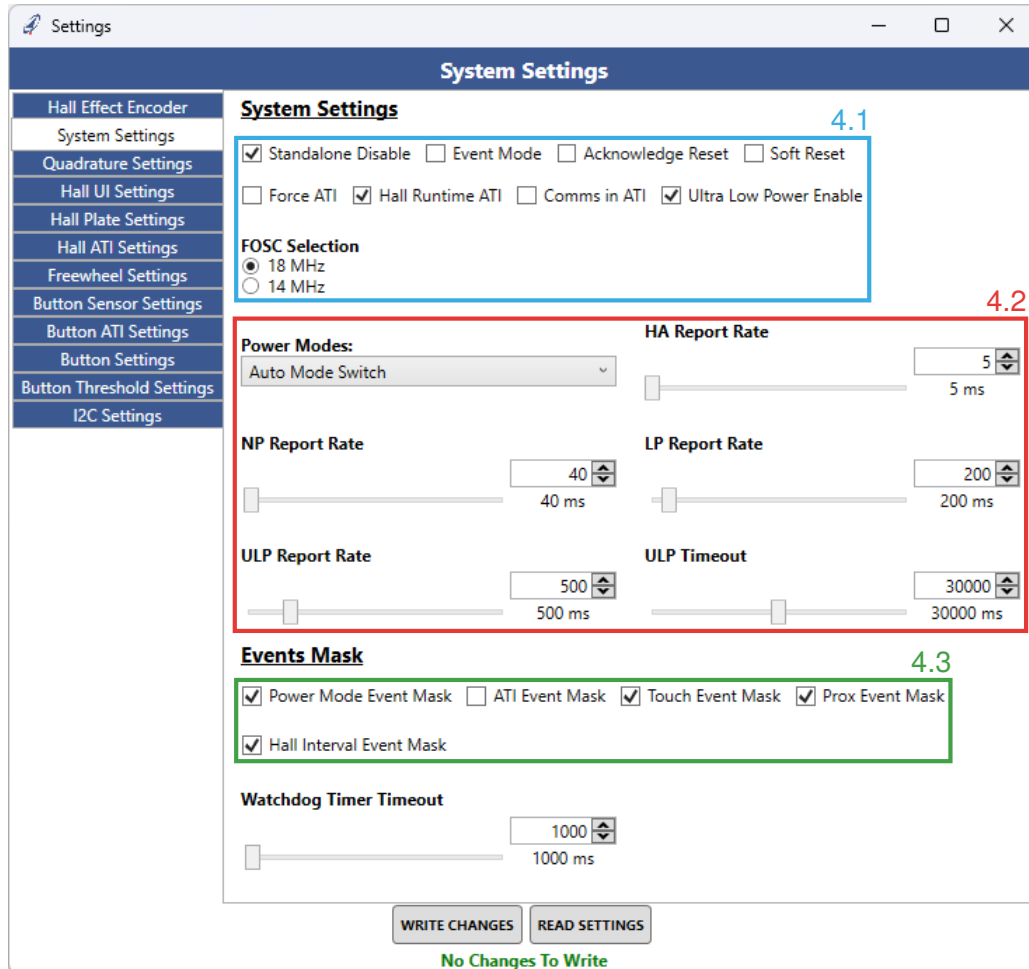 Settings
System Settings
Hall Effect Encoder
System Settings
Quadrature Settings
Hall UI Settings
Hall Plate Settings
Hall ATI Settings
Freewheel Settings
Button Sensor Settings
Button ATI Settings
Button Settings
Button Threshold Settings
I2C Settings
System Settings
4.1
Standalone Disable Event Mode Acknowledge Reset Soft Reset
Force ATI Hall Runtime ATI Comms in ATI Ultra Low Power Enable
FOSC Selection
18 MHz
14 MHz
4.2
Power Modes:
Auto Mode Switch
HA Report Rate
5
5 ms
NP Report Rate
40
40 ms
LP Report Rate
200
200 ms
ULP Report Rate
500
500 ms
ULP Timeout
30000
30000 ms
Events Mask
4.3
Power Mode Event Mask ATI Event Mask Touch Event Mask Prox Event Mask
Hall Interval Event Mask
Watchdog Timer Timeout
1000
1000 ms
WRITE CHANGES READ SETTINGS
No Changes To Write